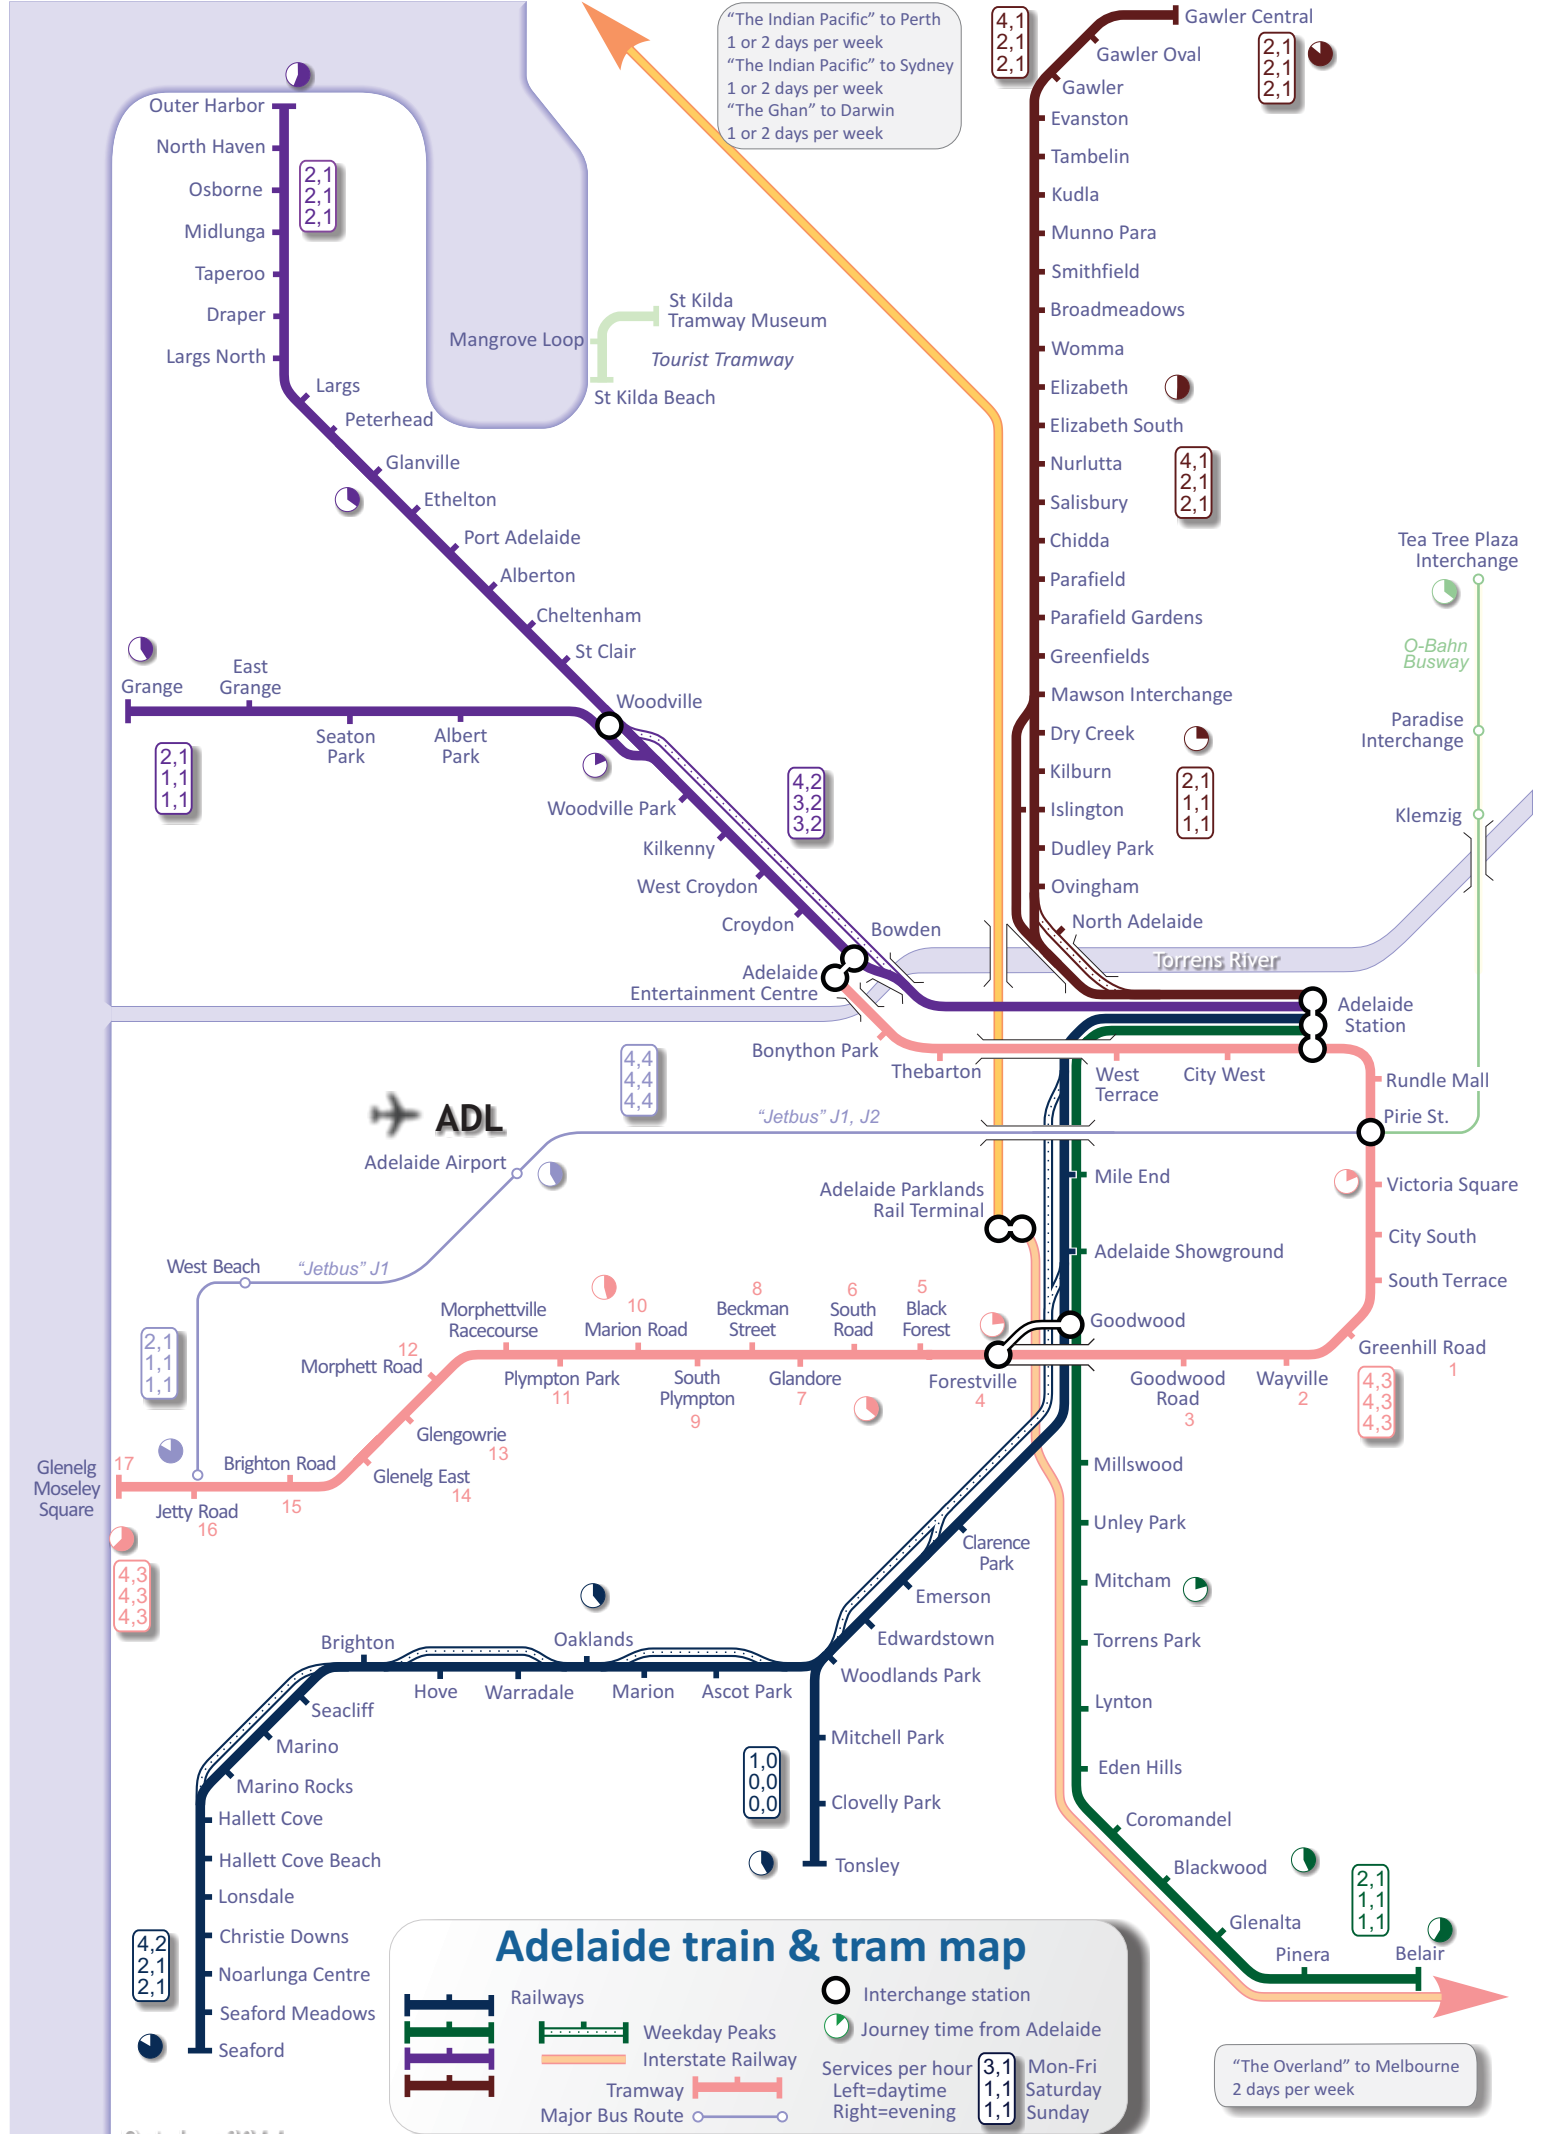 "The Indian Pacific" to Perth
1 or 2 days per week
"The Indian Pacific" to Sydney
1 or 2 days per week
"The Ghan" to Darwin
1 or 2 days per week
4,1
2,1
2,1
Gawler Central
Gawler Oval
2,1
2,1
2,1
Gawler
Evanston
Tambelin
Kudla
Munno Para
Smithfield
Broadmeadows
Womma
Elizabeth
Elizabeth South
Nurlutta
Salisbury
4,1
2,1
2,1
Chidda
Parafield
Parafield Gardens
Greenfields
Mawson Interchange
Dry Creek
Kilburn
Islington
2,1
1,1
1,1
Dudley Park
Ovingham
North Adelaide
Torrens River
Outer Harbor
North Haven
Osborne
2,1
2,1
2,1
Midlunga
Taperoo
Draper
Largs North
Largs
Peterhead
Glanville
Ethelton
Port Adelaide
Alberton
Cheltenham
St Clair
Woodville
St Kilda
Tramway Museum
Mangrove Loop
Tourist Tramway
St Kilda Beach
Grange
East
Grange
Seaton
Park
Albert
Park
2,1
1,1
1,1
4,2
3,2
3,2
Woodville Park
Kilkenny
West Croydon
Croydon
Bowden
Adelaide
Entertainment Centre
Tea Tree Plaza
Interchange
O-Bahn
Busway
Paradise
Interchange
Klemzig
Adelaide
Station
Bonython Park
Thebarton
West
Terrace
City West
Rundle Mall
Pirie St.
Victoria Square
City South
South Terrace
4,4
4,4
4,4
"Jetbus" J1, J2
ADL
Adelaide Airport
West Beach
"Jetbus" J1
Mile End
Adelaide Parklands
Rail Terminal
Adelaide Showground
Goodwood
Greenhill Road
1
4,3
4,3
4,3
Wayville
2
Goodwood
Road
3
Forestville
4
5
Black
Forest
6
South
Road
Glandore
7
8
Beckman
Street
South
Plympton
9
10
Marion Road
Plympton Park
11
Morphettville
Racecourse
12
Morphett Road
Glengowrie
13
Glenelg East
14
Brighton Road
15
Jetty Road
16
17
Glenelg
Moseley
Square
2,1
1,1
1,1
4,3
4,3
4,3
Millswood
Unley Park
Mitcham
Torrens Park
Lynton
Eden Hills
Coromandel
Blackwood
Glenalta
Pinera
Belair
2,1
1,1
1,1
Clarence
Park
Emerson
Edwardstown
Woodlands Park
Mitchell Park
Clovelly Park
Tonsley
1,0
0,0
0,0
Ascot Park
Marion
Oaklands
Warradale
Hove
Brighton
Seacliff
Marino
Marino Rocks
Hallett Cove
Hallett Cove Beach
Lonsdale
Christie Downs
Noarlunga Centre
Seaford Meadows
Seaford
4,2
2,1
2,1
Adelaide train & tram map
Railways
Weekday Peaks
Interstate Railway
Tramway
Major Bus Route
Interchange station
Journey time from Adelaide
Services per hour
Left=daytime
Right=evening
3,1 Mon-Fri
1,1 Saturday
1,1 Sunday
"The Overland" to Melbourne
2 days per week